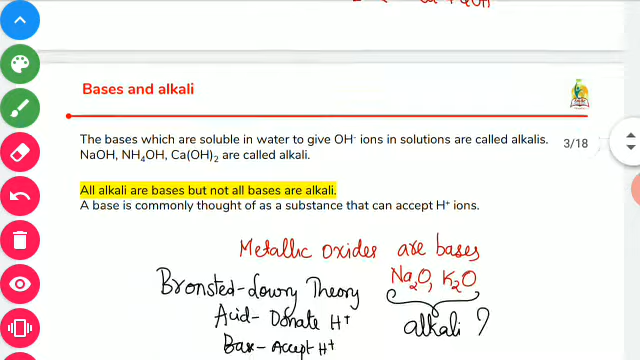 Bases and alkali
The bases which are soluble in water to give OH⁻ ions in solutions are called alkalis.
3/18
NaOH, NH₄OH, Ca(OH)₂ are called alkali.
All alkali are bases but not all bases are alkali.
A base is commonly thought of as a substance that can accept H⁺ ions.
Metallic oxides are bases
Bronsted-Lowry Theory Na₂O, K₂O
Acid - Donate H⁺ alkali ?
Base - Accept H⁺